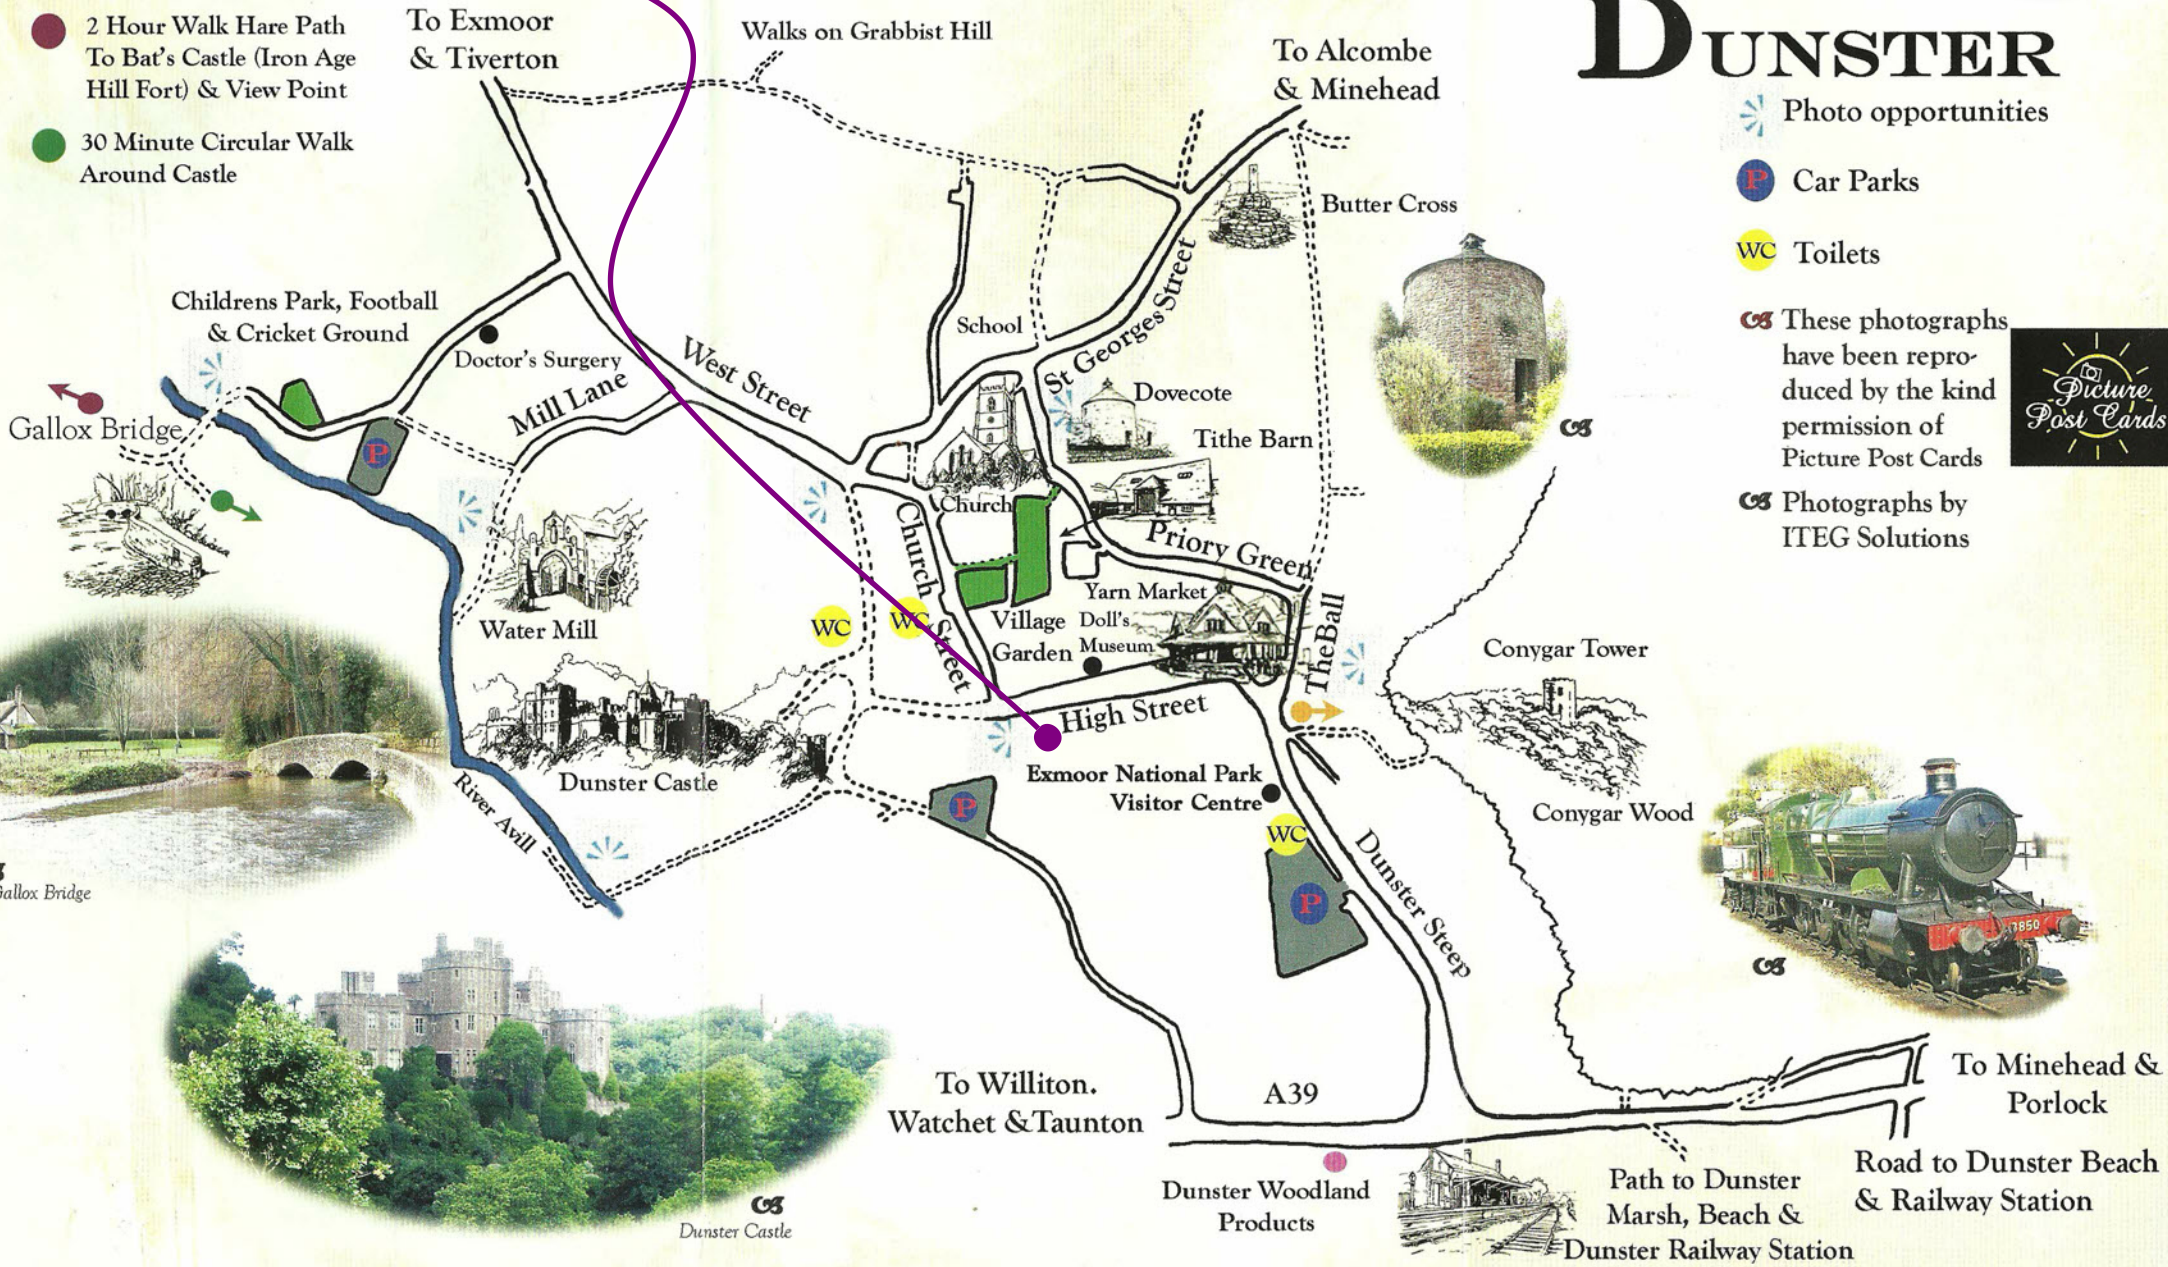 2 Hour Walk Hare Path
To Bat's Castle (Iron Age
Hill Fort) & View Point
30 Minute Circular Walk
Around Castle
To Exmoor
& Tiverton
Walks on Grabbist Hill
To Alcombe
& Minehead
DUNSTER
Photo opportunities
P
Car Parks
WC
Toilets
These photographs
have been repro-
duced by the kind
permission of
Picture Post Cards
Picture
Post Cards
Photographs by
ITEG Solutions
Butter Cross
Childrens Park, Football
& Cricket Ground
Doctor's Surgery
Mill Lane
West Street
School
St Georges Street
Dovecote
Tithe Barn
Gallox Bridge
P
Church
Church Street
Priory Green
Yarn Market
Village
Garden
Doll's
Museum
The Ball
WC
WC
Water Mill
High Street
Conygar Tower
Conygar Wood
Dunster Castle
River Avill
P
Exmoor National Park
Visitor Centre
WC
P
Dunster Steep
Gallox Bridge
3850
Dunster Castle
To Williton.
Watchet & Taunton
A39
To Minehead &
Porlock
Road to Dunster Beach
& Railway Station
Dunster Woodland
Products
Path to Dunster
Marsh, Beach &
Dunster Railway Station